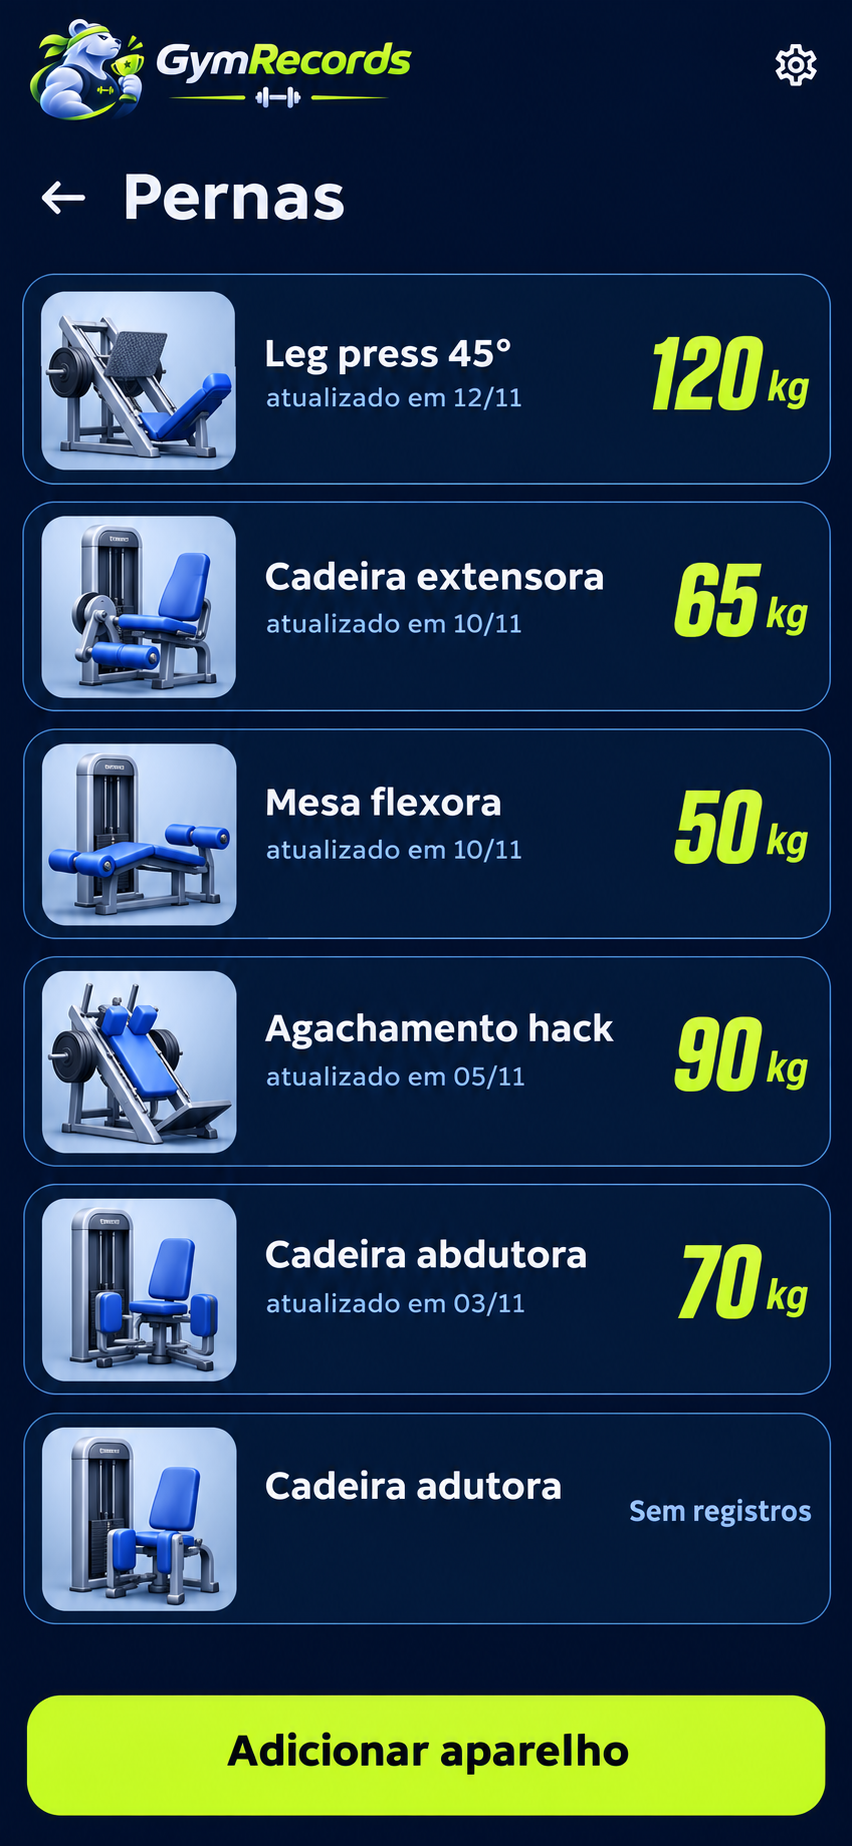 GymRecords
Pernas
Leg press 45°
atualizado em 12/11
120 kg
Cadeira extensora
atualizado em 10/11
65 kg
Mesa flexora
atualizado em 10/11
50 kg
Agachamento hack
atualizado em 05/11
90 kg
Cadeira abdutora
atualizado em 03/11
70 kg
Cadeira adutora
Sem registros
Adicionar aparelho